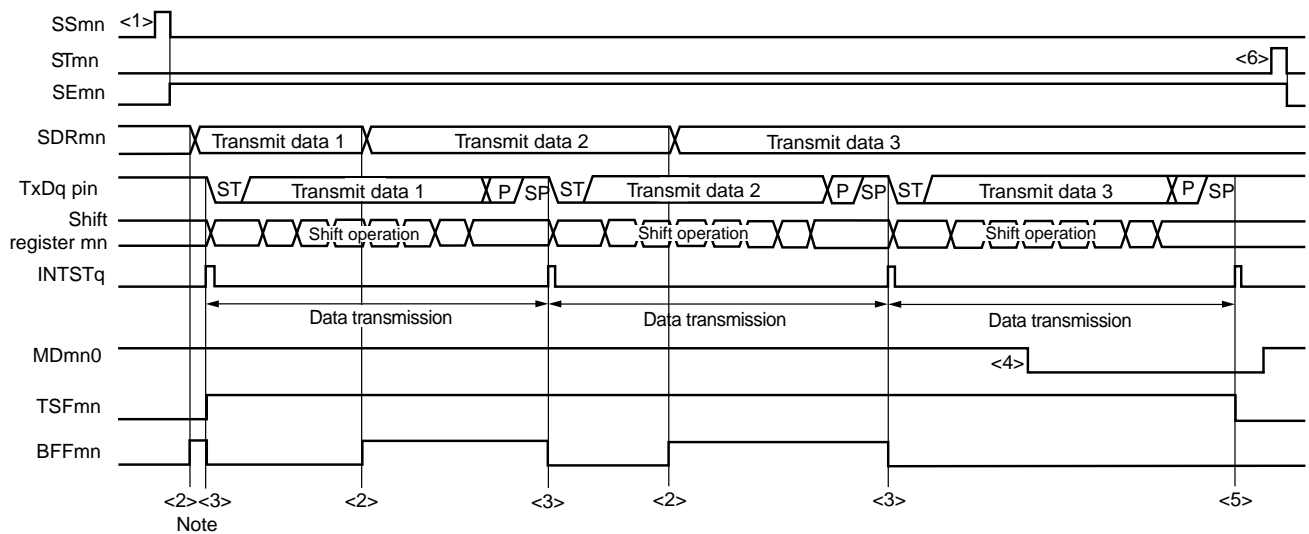 SSmn <1>
STmn <6>
SEmn
SDRmn Transmit data 1 Transmit data 2 Transmit data 3
TxDq pin ST Transmit data 1 P SP ST Transmit data 2 P SP ST Transmit data 3 P SP
Shift
register mn Shift operation Shift operation Shift operation
INTSTq
Data transmission Data transmission Data transmission
MDmn0 <4>
TSFmn
BFFmn
<2> <3> <2> <3> <2> <3> <5>
Note